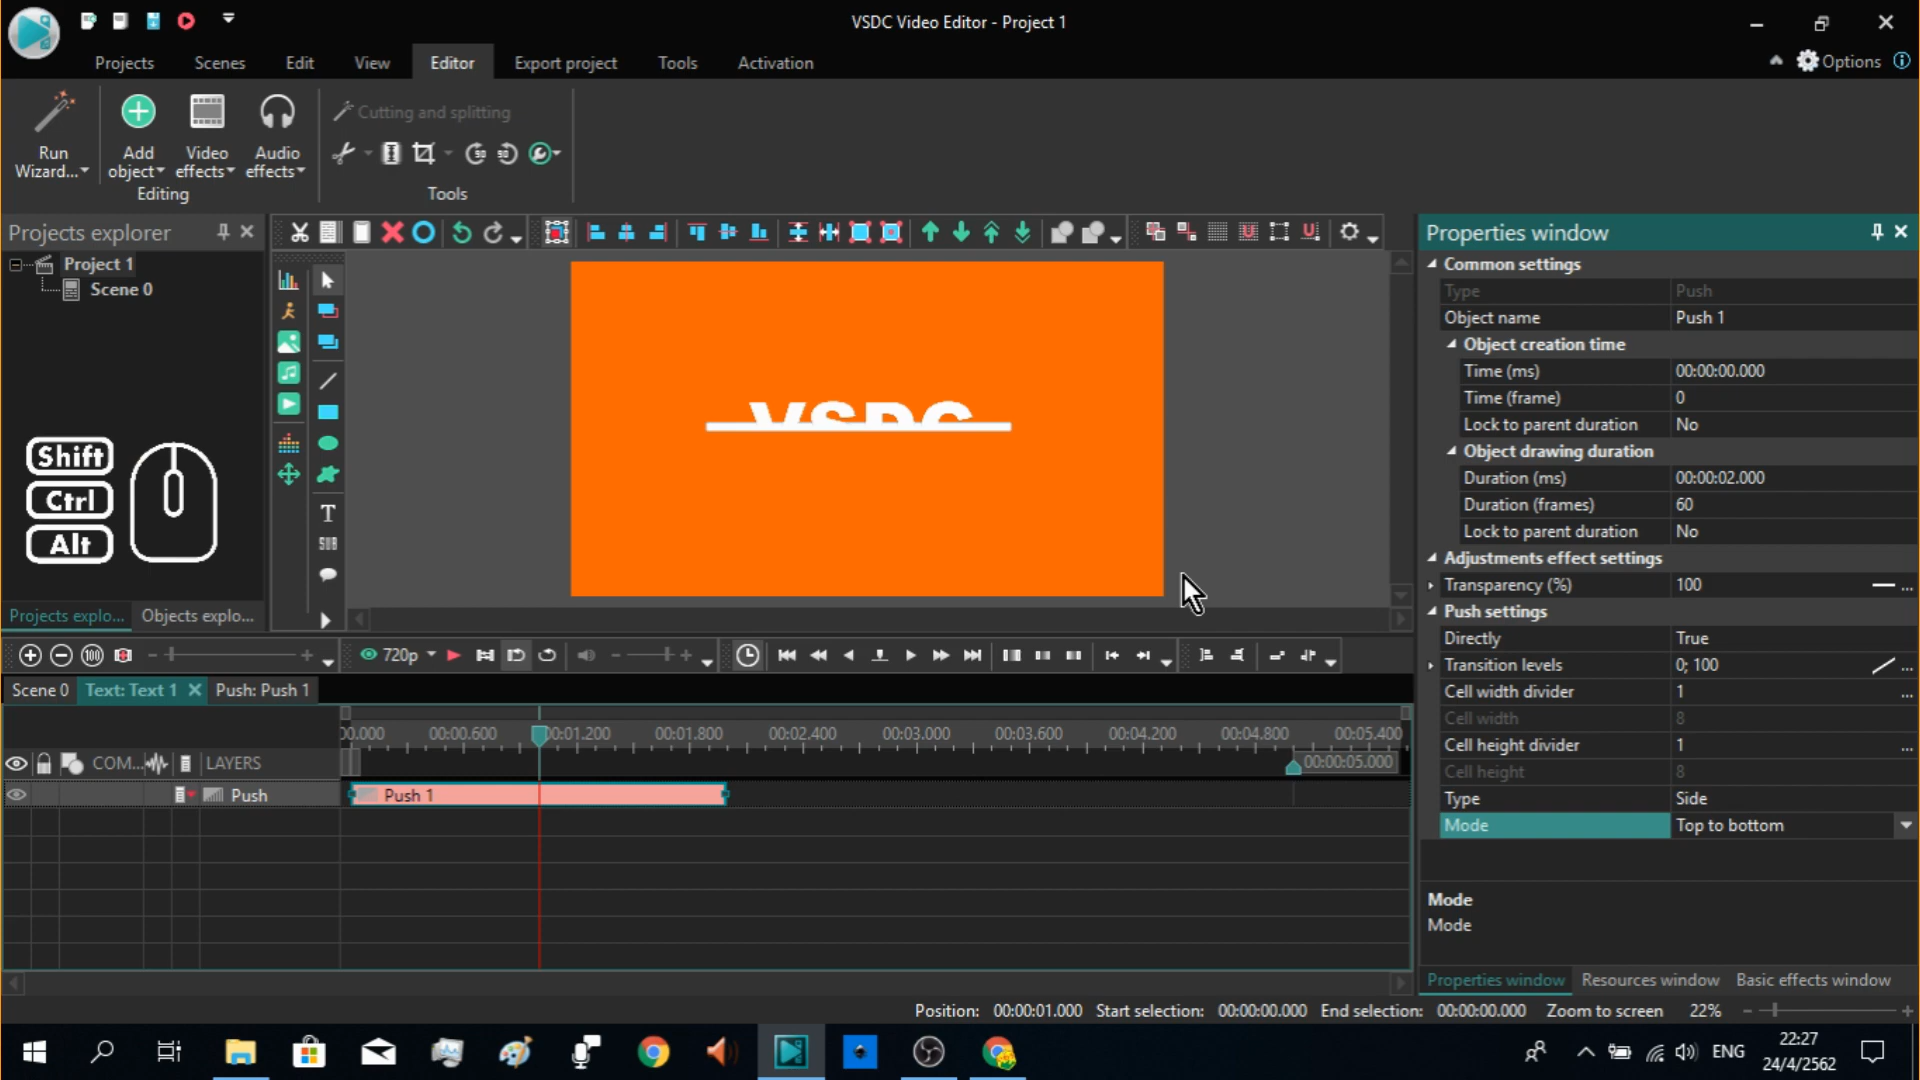 VSDC Video Editor - Project 1
Projects Scenes Edit View Editor Export project Tools Activation
Options
Cutting and splitting
Run Wizard...
Add object
Video effects
Audio effects
Editing
Tools
Projects explorer
Project 1
Scene 0
Shift
Ctrl
Alt
Projects explo...
Objects explo...
T
SUB
VSDC
Properties window
Common settings
Type Push
Object name Push 1
Object creation time
Time (ms) 00:00:00.000
Time (frame) 0
Lock to parent duration No
Object drawing duration
Duration (ms) 00:00:02.000
Duration (frames) 60
Lock to parent duration No
Adjustments effect settings
Transparency (%) 100 ...
Push settings
Directly True
Transition levels 0; 100 ...
Cell width divider 1 ...
Cell width 8
Cell height divider 1 ...
Cell height 8
Type Side
Mode Top to bottom
Mode
Mode
Properties window Resources window Basic effects window
720p
Scene 0 Text: Text 1 Push: Push 1
00:00.600 00:01.200 00:01.800 00:02.400 00:03.000 00:03.600 00:04.200 00:04.800 00:05.400
COM... LAYERS
00:00:05.000
Push
Push 1
Position: 00:00:01.000 Start selection: 00:00:00.000 End selection: 00:00:00.000 Zoom to screen 22%
ENG
22:27
24/4/2562